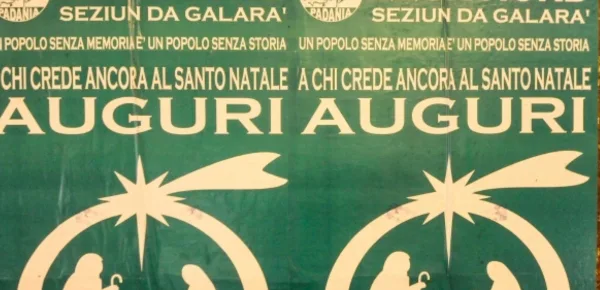 PADANIA
SEZIUN DA GALARA'
UN POPOLO SENZA MEMORIA E' UN POPOLO SENZA STORIA
A CHI CREDE ANCORA AL SANTO NATALE
AUGURI
PADANIA
SEZIUN DA GALARA'
UN POPOLO SENZA MEMORIA E' UN POPOLO SENZA STORIA
A CHI CREDE ANCORA AL SANTO NATALE
AUGURI